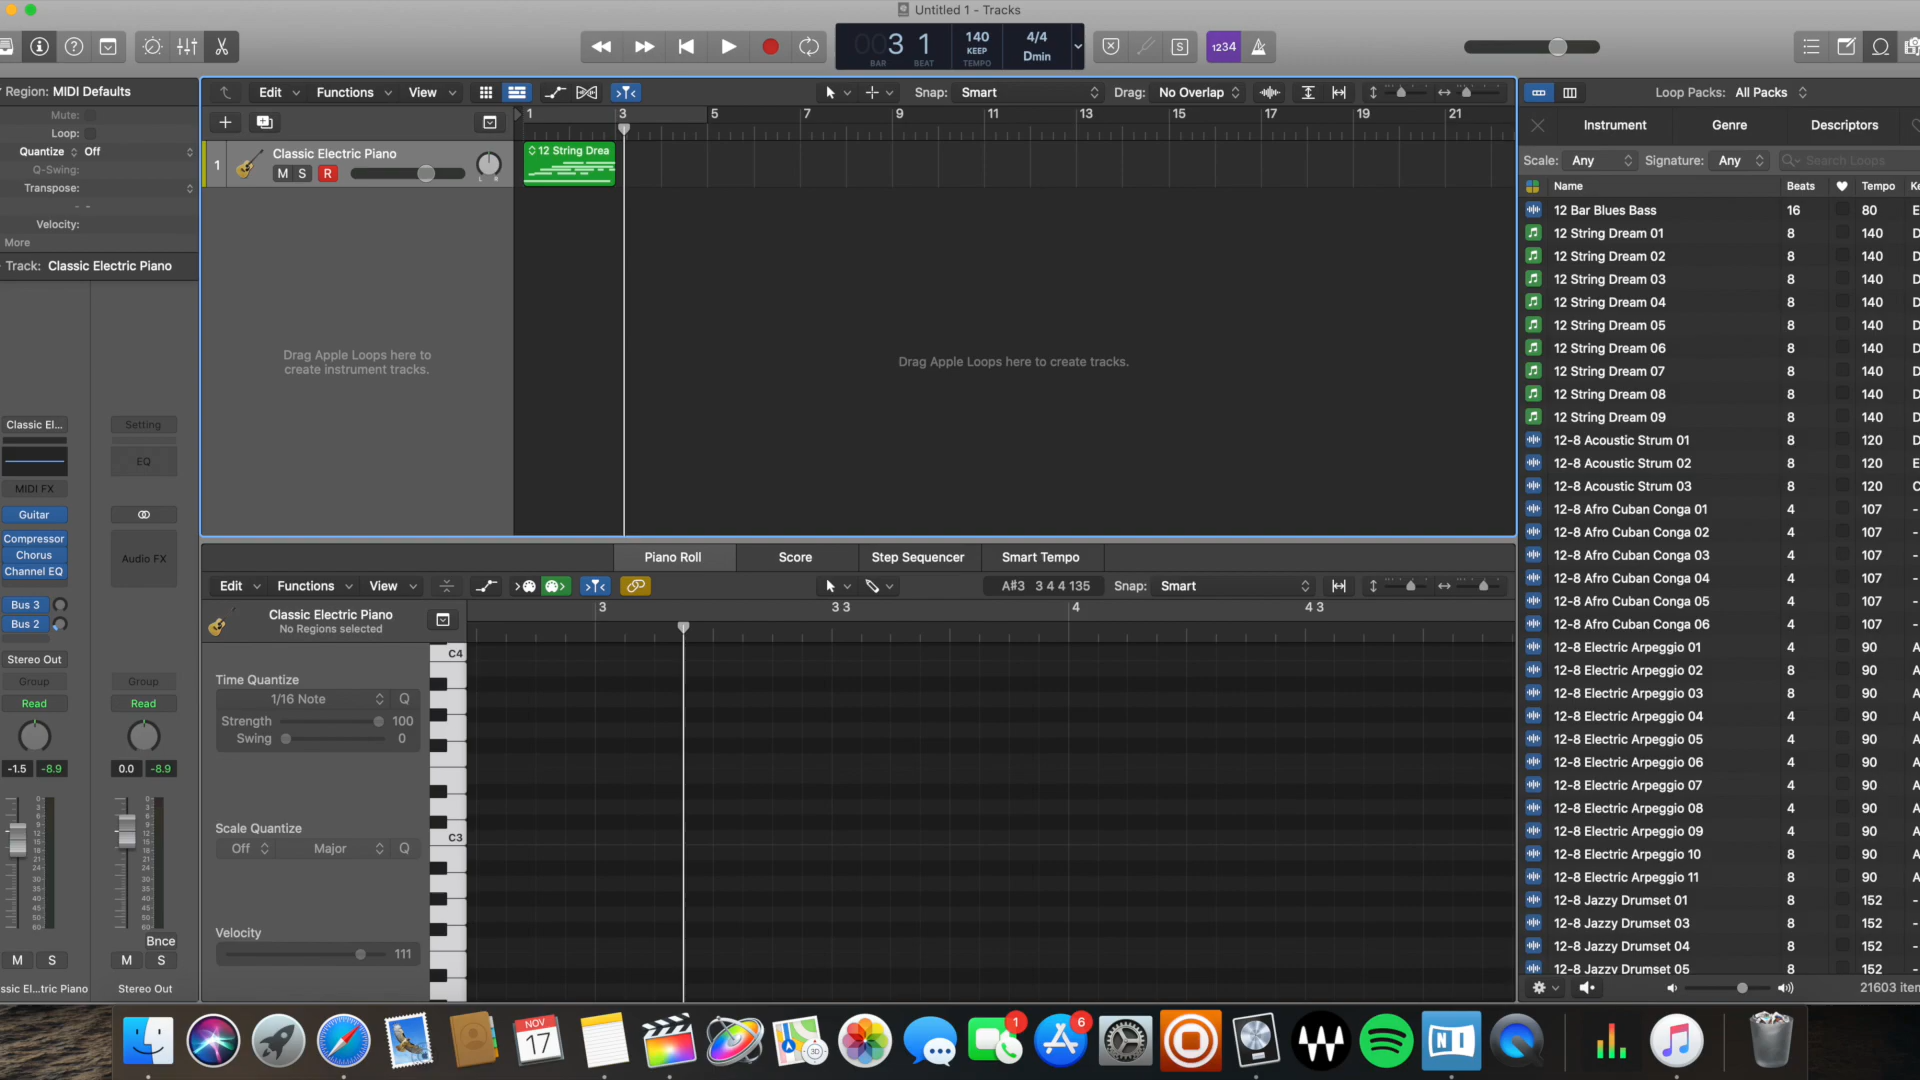 Untitled 1 - Tracks
3 1
BAR BEAT
140
KEEP
TEMPO
4/4
Dmin
1234
Region: MIDI Defaults
Mute:
Loop:
Quantize Off
Q-Swing:
Transpose:
Velocity:
More
Track: Classic Electric Piano
Edit Functions View
Snap: Smart
Drag: No Overlap
1 3 5 7 9 11 13 15 17 19 21
1
Classic Electric Piano
M S R
L R
12 String Drea
Drag Apple Loops here to
create instrument tracks.
Drag Apple Loops here to create tracks.
Classic El...
Setting
EQ
MIDI FX
Guitar
Compressor
Chorus
Channel EQ
Audio FX
Bus 3
Bus 2
Stereo Out
Group Group
Read Read
-1.5 -8.9 0.0 -8.9
Bnce
M S M S
ssic El...tric Piano Stereo Out
Piano Roll Score Step Sequencer Smart Tempo
Edit Functions View
A#3 3 4 4 135
Snap: Smart
3 3 3 4 4 3
Classic Electric Piano
No Regions selected
Time Quantize
1/16 Note Q
Strength 100
Swing 0
Scale Quantize
Off Major Q
Velocity
111
C4
C3
Loop Packs: All Packs
Instrument Genre Descriptors
Scale: Any Signature: Any Search Loops
Name Beats Tempo Ke
12 Bar Blues Bass 16 80 E
12 String Dream 01 8 140 D
12 String Dream 02 8 140 D
12 String Dream 03 8 140 D
12 String Dream 04 8 140 D
12 String Dream 05 8 140 D
12 String Dream 06 8 140 D
12 String Dream 07 8 140 D
12 String Dream 08 8 140 D
12 String Dream 09 8 140 D
12-8 Acoustic Strum 01 8 120 D
12-8 Acoustic Strum 02 8 120 E
12-8 Acoustic Strum 03 8 120 C
12-8 Afro Cuban Conga 01 4 107 -
12-8 Afro Cuban Conga 02 4 107 -
12-8 Afro Cuban Conga 03 4 107 -
12-8 Afro Cuban Conga 04 4 107 -
12-8 Afro Cuban Conga 05 4 107 -
12-8 Afro Cuban Conga 06 4 107 -
12-8 Electric Arpeggio 01 4 90 A
12-8 Electric Arpeggio 02 8 90 A
12-8 Electric Arpeggio 03 8 90 A
12-8 Electric Arpeggio 04 4 90 A
12-8 Electric Arpeggio 05 4 90 A
12-8 Electric Arpeggio 06 4 90 A
12-8 Electric Arpeggio 07 4 90 A
12-8 Electric Arpeggio 08 4 90 A
12-8 Electric Arpeggio 09 4 90 A
12-8 Electric Arpeggio 10 8 90 A
12-8 Electric Arpeggio 11 8 90 A
12-8 Jazzy Drumset 01 8 152 -
12-8 Jazzy Drumset 03 8 152 -
12-8 Jazzy Drumset 04 8 152 -
12-8 Jazzy Drumset 05 8 152 -
21603 item
NOV
17
3D
1
6